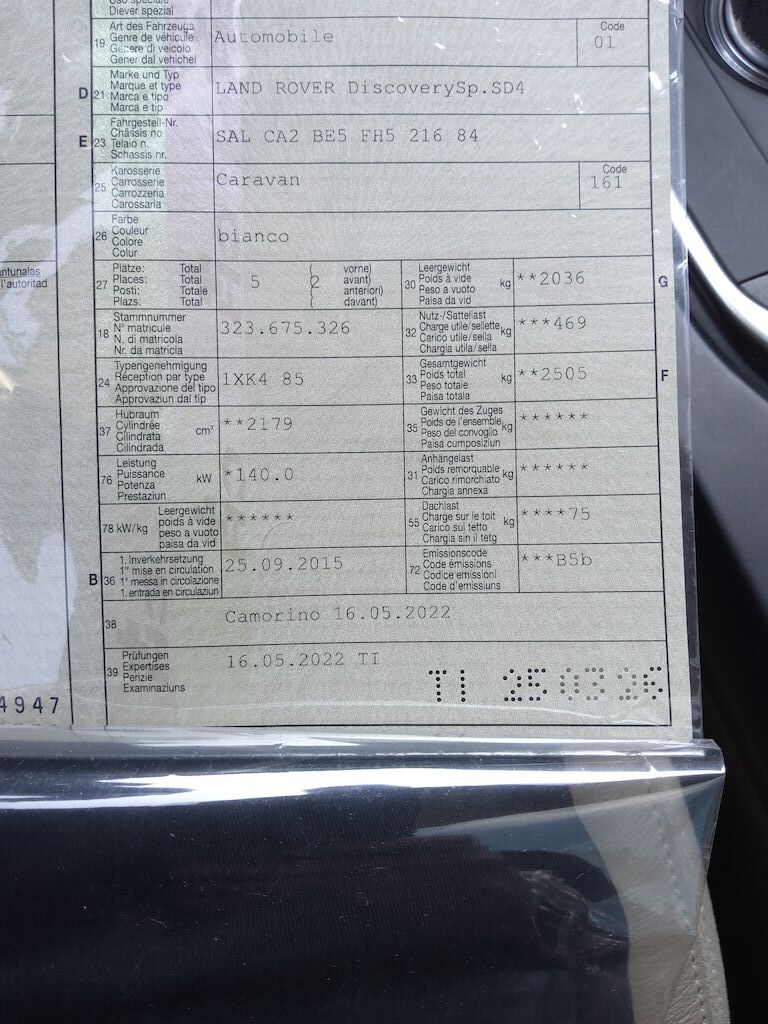 Diever spezial
19 Art des Fahrzeugs
Genre de véhicule
Genere di veicolo
Gener dal vehichel
Automobile
Code
01
D 21 Marke und Typ
Marque et type
Marca e tipo
Marca e tip
LAND ROVER DiscoverySp.SD4
E 23 Fahrgestell-Nr.
Châssis no
Telaio n.
Schassis nr.
SAL CA2 BE5 FH5 216 84
25 Karosserie
Carrosserie
Carrozzeria
Carossaria
Caravan
Code
161
26 Farbe
Couleur
Colore
Colur
bianco
antunalas
l'autoritad
27 Plätze: Total
Places: Total
Posti: Totale
Plazs: Total
5 2
vorne)
avant)
anteriori)
davant)
30 Leergewicht
Poids à vide
Peso a vuoto
Paisa da vid
kg **2036 G
18 Stammnummer
N° matricule
N. di matricola
Nr. da matricla
323.675.326
32 Nutz-/Sattellast
Charge utile/sellette
Carico utile/sella
Chargia utila/sella
kg ***469
24 Typengenehmigung
Réception par type
Approvazione del tipo
Approvaziun dal tip
1XK4 85
33 Gesamtgewicht
Poids total
Peso totale
Paisa totala
kg **2505 F
37 Hubraum
Cylindrée
Cilindrata
Cilindrada
cm³ **2179
35 Gewicht des Zuges
Poids de l'ensemble
Peso del convoglio
Paisa cumposiziun
kg ******
76 Leistung
Puissance
Potenza
Prestaziun
kW *140.0
31 Anhängelast
Poids remorquable
Carico rimorchiato
Chargia annexa
kg ******
78 kW/kg Leergewicht
poids à vide
peso a vuoto
paisa da vid
******
55 Dachlast
Charge sur le toit
Carico sul tetto
Chargia sin il tetg
kg ****75
B 36 1. Inverkehrsetzung
1re mise en circulation
1a messa in circolazione
1. entrada en circulaziun
25.09.2015
72 Emissionscode
Code émissions
Codice emissioni
Code d'emissiuns
***B5b
38 Camorino 16.05.2022
39 Prüfungen
Expertises
Perizie
Examinaziuns
16.05.2022 TI
TI 25
4947